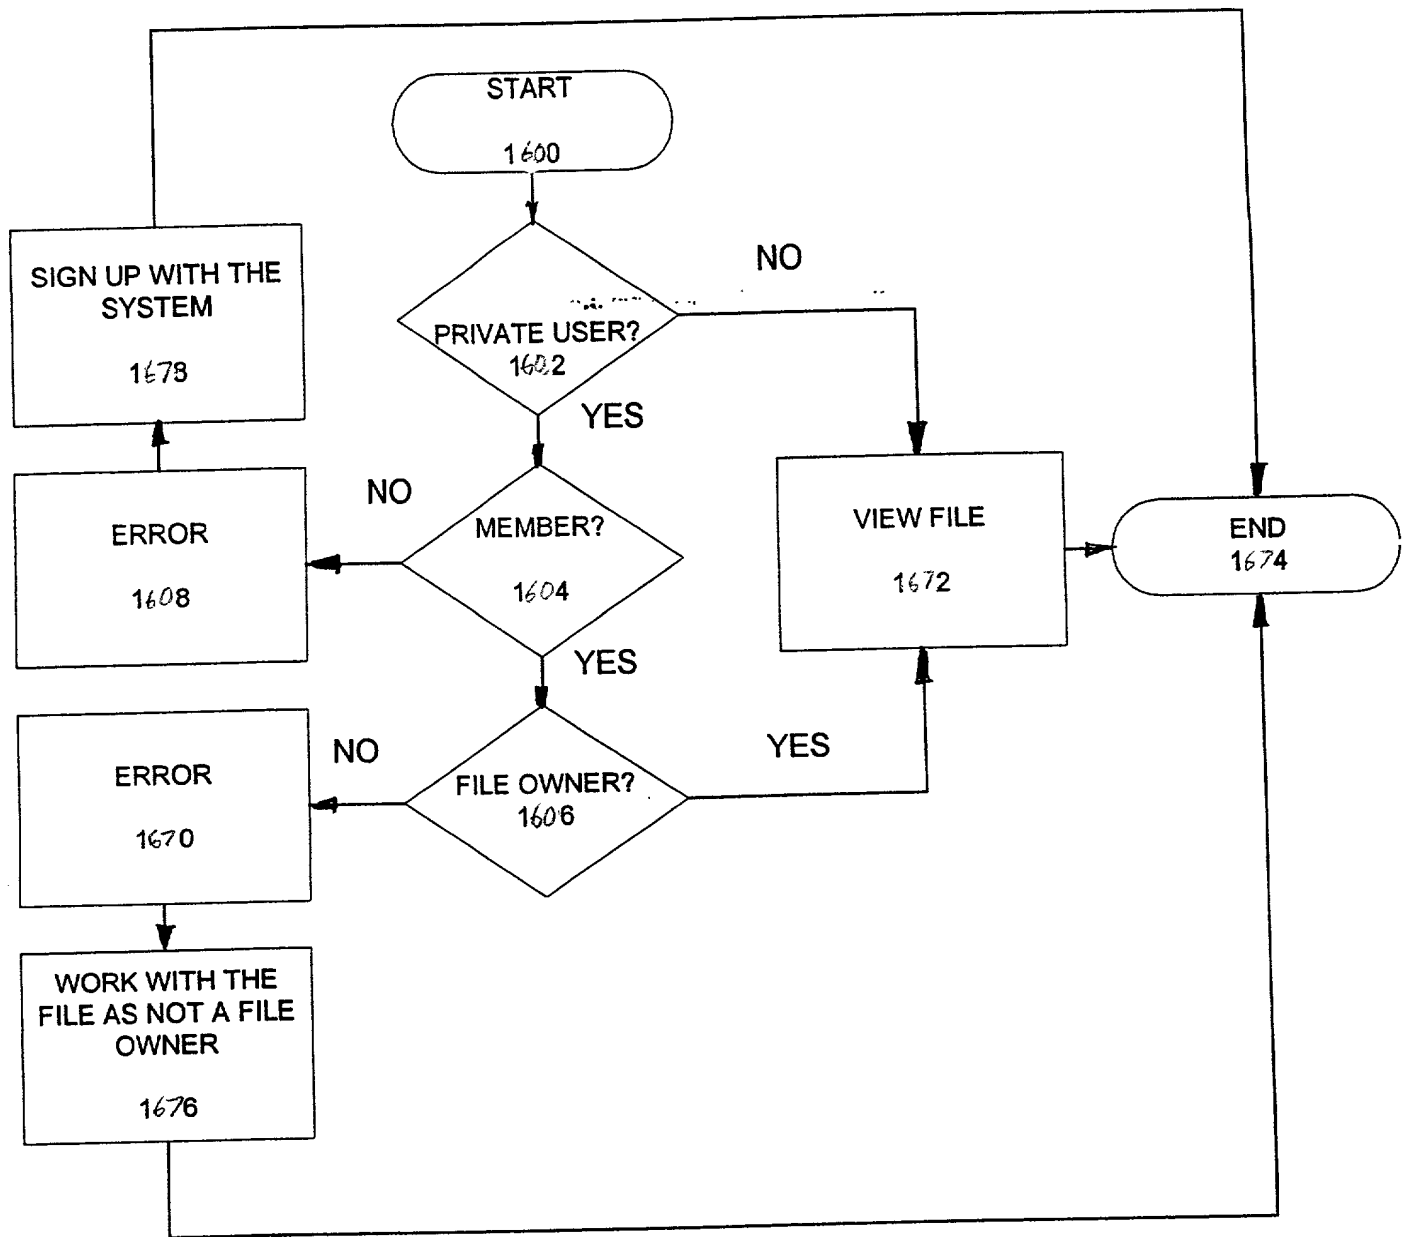 START
1600
PRIVATE USER?
1602
NO
YES
SIGN UP WITH THE
SYSTEM
1678
MEMBER?
1604
NO
YES
ERROR
1608
VIEW FILE
1672
END
1674
FILE OWNER?
1606
NO
YES
ERROR
1670
WORK WITH THE
FILE AS NOT A FILE
OWNER
1676